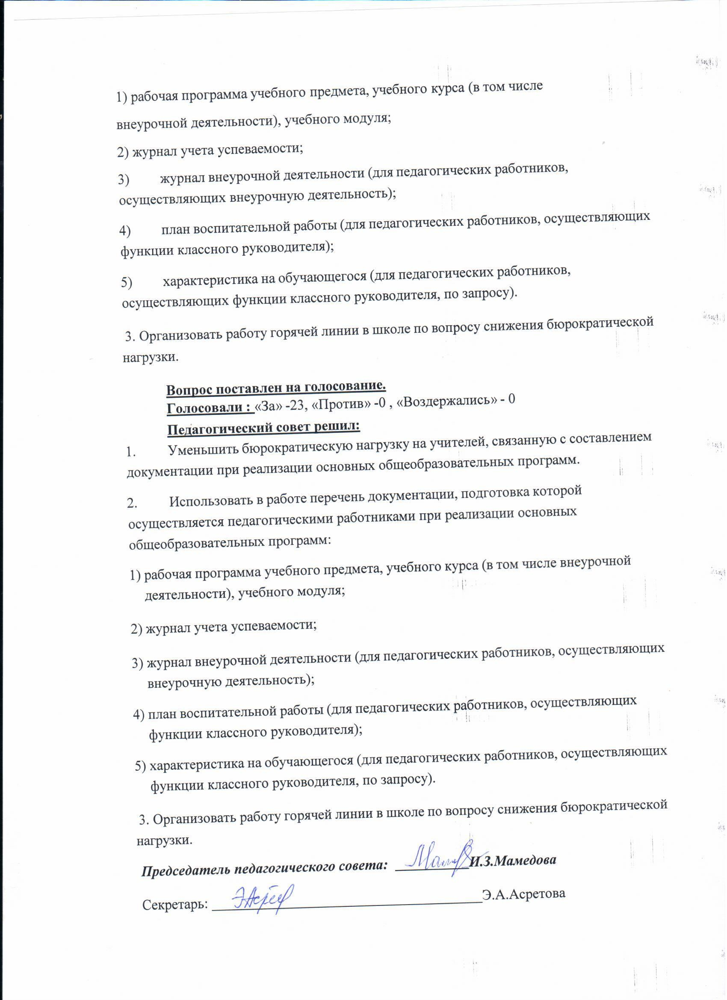 1) рабочая программа учебного предмета, учебного курса (в том числе
внеурочной деятельности), учебного модуля;
2) журнал учета успеваемости;
3) журнал внеурочной деятельности (для педагогических работников,
осуществляющих внеурочную деятельность);
4) план воспитательной работы (для педагогических работников, осуществляющих
функции классного руководителя);
5) характеристика на обучающегося (для педагогических работников,
осуществляющих функции классного руководителя, по запросу).
3. Организовать работу горячей линии в школе по вопросу снижения бюрократической
нагрузки.
Вопрос поставлен на голосование.
Голосовали : «За» -23, «Против» -0 , «Воздержались» - 0
Педагогический совет решил:
1. Уменьшить бюрократическую нагрузку на учителей, связанную с составлением
документации при реализации основных общеобразовательных программ.
2. Использовать в работе перечень документации, подготовка которой
осуществляется педагогическими работниками при реализации основных
общеобразовательных программ:
1) рабочая программа учебного предмета, учебного курса (в том числе внеурочной
деятельности), учебного модуля;
2) журнал учета успеваемости;
3) журнал внеурочной деятельности (для педагогических работников, осуществляющих
внеурочную деятельность);
4) план воспитательной работы (для педагогических работников, осуществляющих
функции классного руководителя);
5) характеристика на обучающегося (для педагогических работников, осуществляющих
функции классного руководителя, по запросу).
3. Организовать работу горячей линии в школе по вопросу снижения бюрократической
нагрузки.
Председатель педагогического совета: __________И.З.Мамедова
Секретарь: ______________________________________Э.А.Асретова